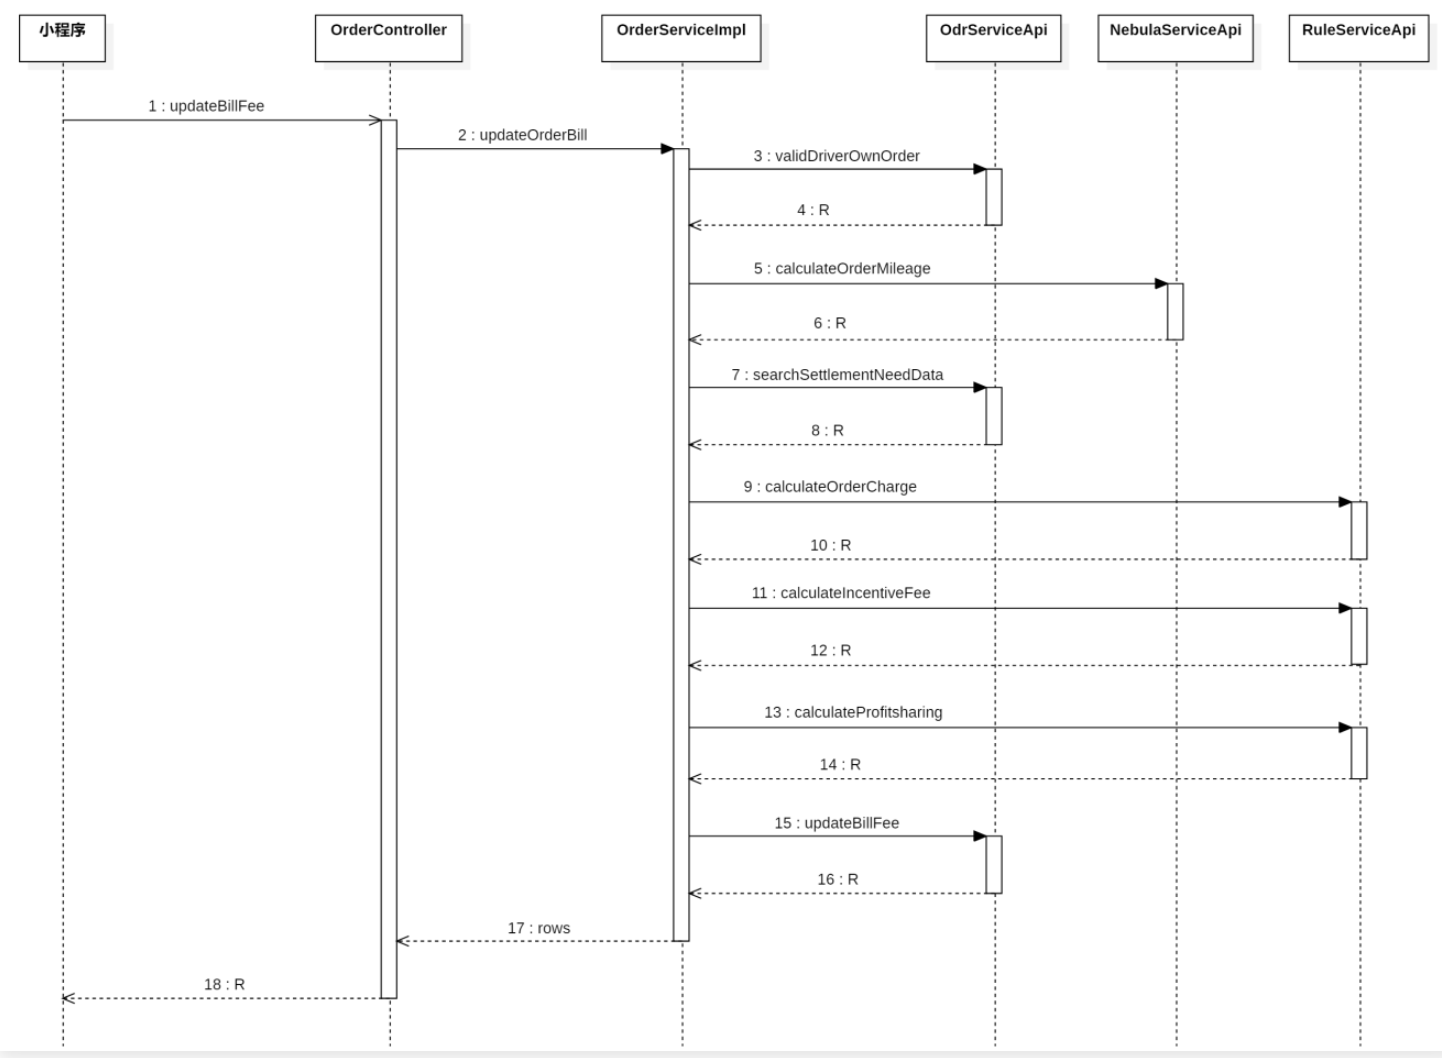 小程序
OrderController
OrderServiceImpl
OdrServiceApi
NebulaServiceApi
RuleServiceApi
1 : updateBillFee
2 : updateOrderBill
3 : validDriverOwnOrder
4 : R
5 : calculateOrderMileage
6 : R
7 : searchSettlementNeedData
8 : R
9 : calculateOrderCharge
10 : R
11 : calculateIncentiveFee
12 : R
13 : calculateProfitsharing
14 : R
15 : updateBillFee
16 : R
17 : rows
18 : R